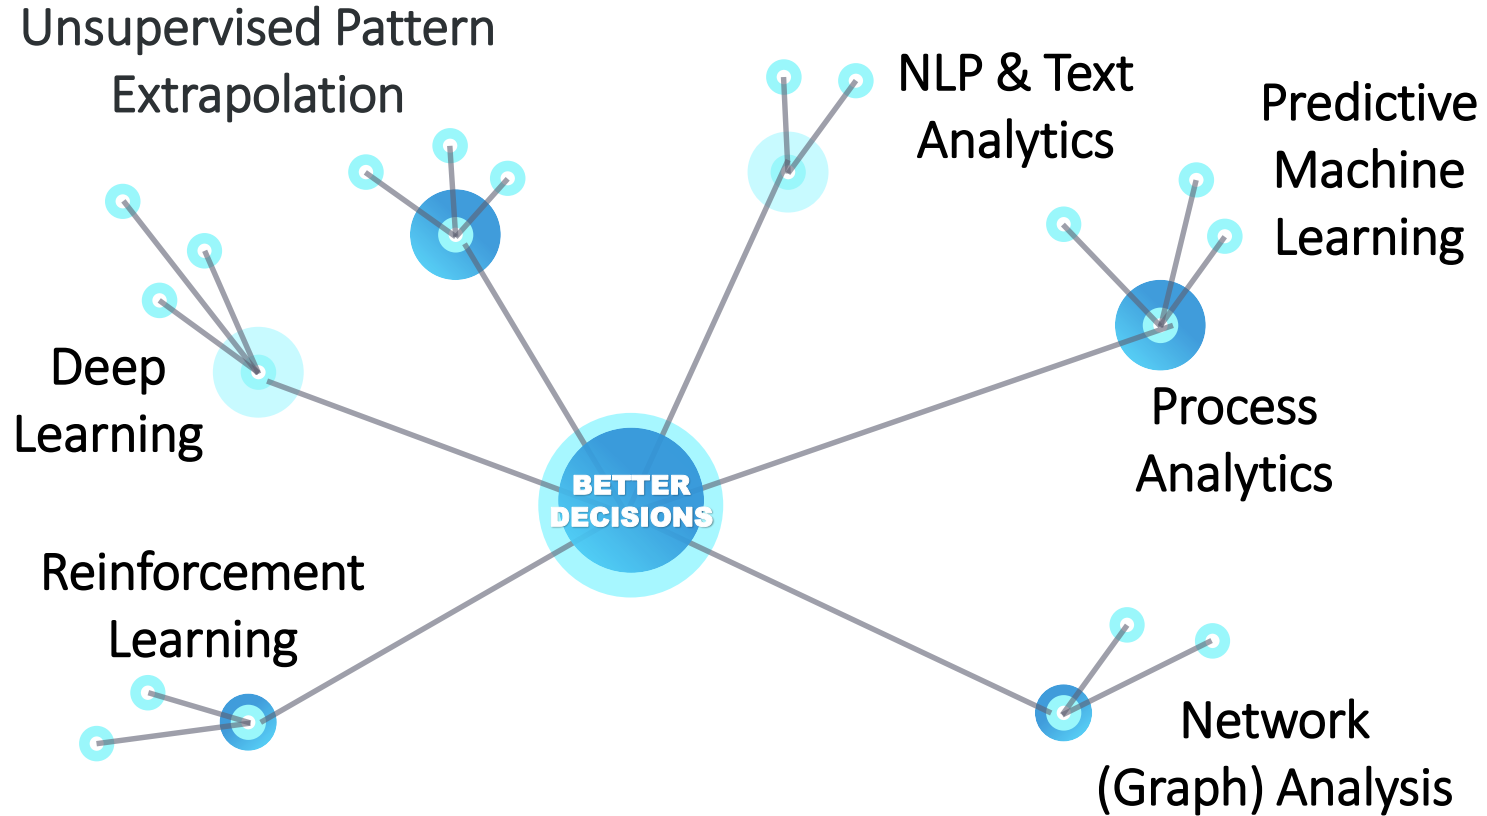 Unsupervised Pattern
Extrapolation
NLP & Text
Analytics
Predictive
Machine
Learning
Deep
Learning
Process
Analytics
BETTER
DECISIONS
Reinforcement
Learning
Network
(Graph) Analysis